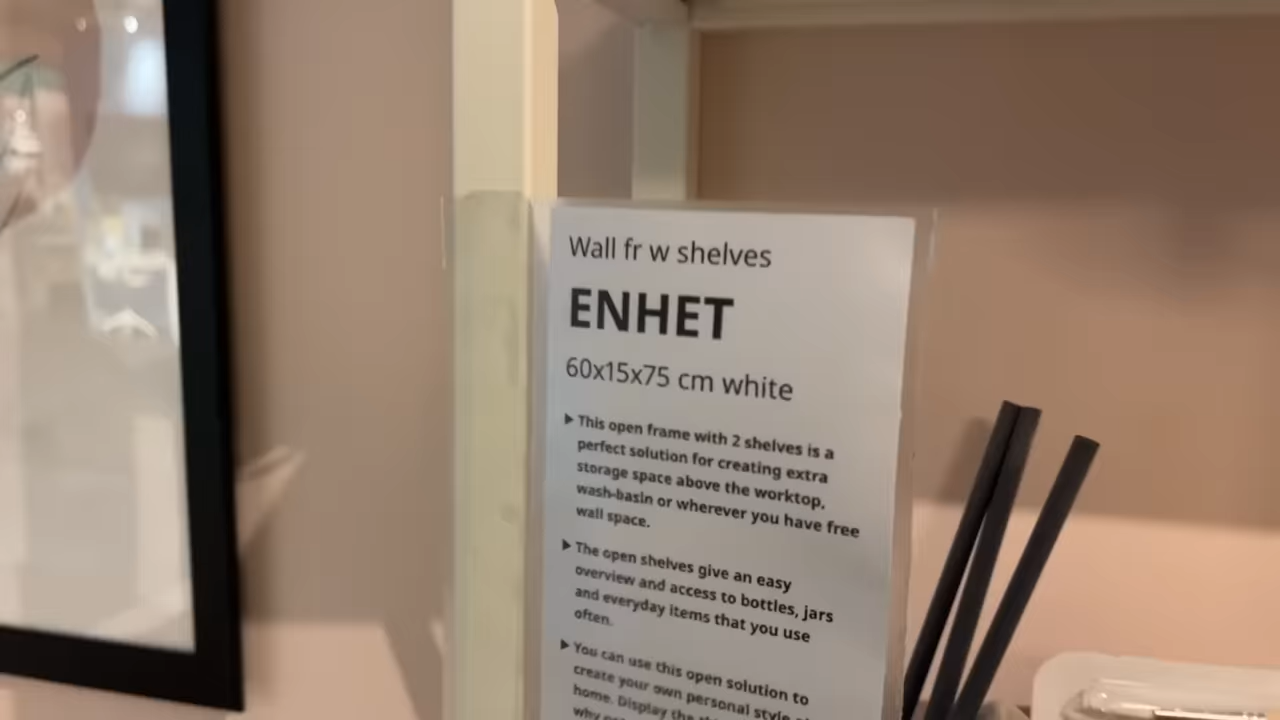 Wall fr w shelves
ENHET
60x15x75 cm white
▶ This open frame with 2 shelves is a
perfect solution for creating extra
storage space above the worktop,
wash-basin or wherever you have free
wall space.
▶ The open shelves give an easy
overview and access to bottles, jars
and everyday items that you use
often.
▶ You can use this open solution to
create your own personal style
home. Display the
why